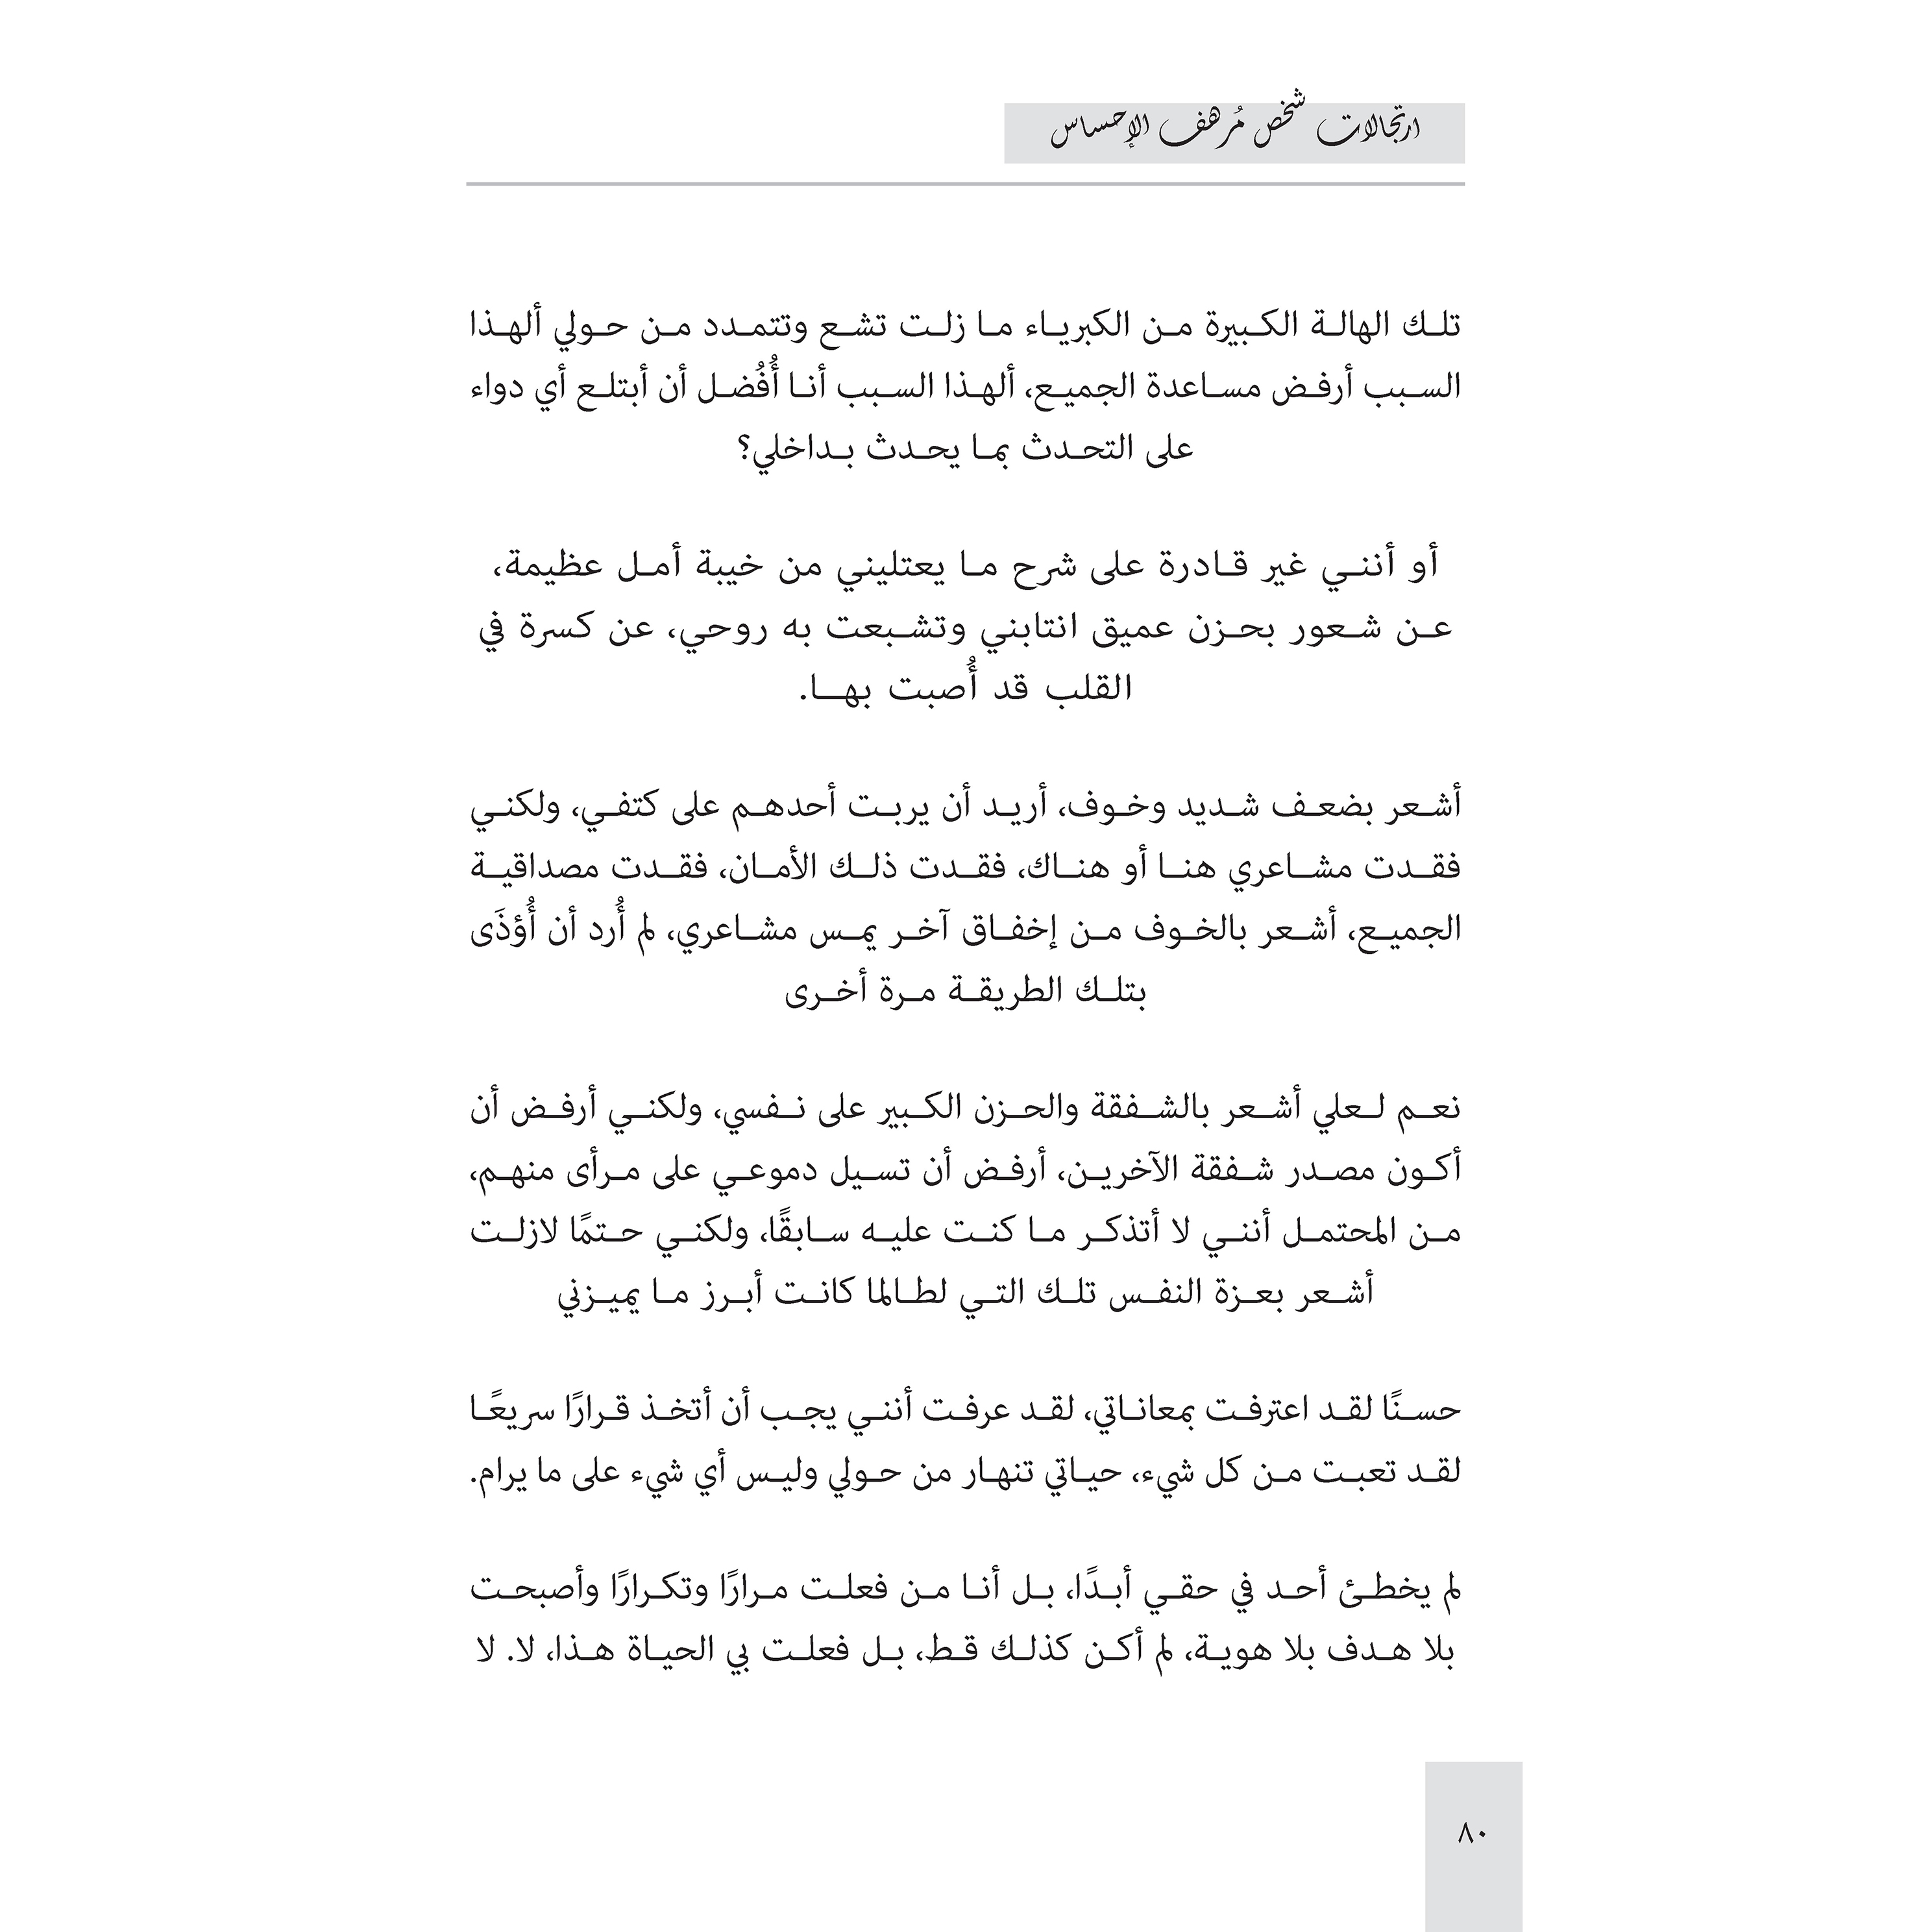 ارتجالات شخص مُرهف الإحساس
تلك الهالة الكبيرة من الكبرياء ما زلت تشع وتتمدد من حولي ألهذا
السبب أرفض مساعدة الجميع، ألهذا السبب أنا أُفُضل أن أبتلع أي دواء
على التحدث بما يحدث بداخلي؟
أو أنني غير قادرة على شرح ما يعتليني من خيبة أمل عظيمة،
عن شعور بحزن عميق انتابني وتشبعت به روحي، عن كسرة في
القلب قد أُصبت بها.
أشعر بضعف شديد وخوف، أريد أن يربت أحدهم على كتفي، ولكني
فقدت مشاعري هنا أو هناك، فقدت ذلك الأمان، فقدت مصداقية
الجميع، أشعر بالخوف من إخفاق آخر يمس مشاعري، لم أُرد أن أُؤذَى
بتلك الطريقة مرة أخرى
نعم لعلي أشعر بالشفقة والحزن الكبير على نفسي، ولكني أرفض أن
أكون مصدر شفقة الآخرين، أرفض أن تسيل دموعي على مرأى منهم،
من المحتمل أنني لا أتذكر ما كنت عليه سابقًا، ولكني حتمًا لازلت
أشعر بعزة النفس تلك التي لطالما كانت أبرز ما يميزني
حسنًا لقد اعترفت بمعاناتي، لقد عرفت أنني يجب أن أتخذ قرارًا سريعًا
لقد تعبت من كل شيء، حياتي تنهار من حولي وليس أي شيء على ما يرام.
لم يخطئ أحد في حقي أبدًا، بل أنا من فعلت مرارًا وتكرارًا وأصبحت
بلا هدف بلا هوية، لم أكن كذلك قط، بل فعلت بي الحياة هذا، لا. لا
٨٠